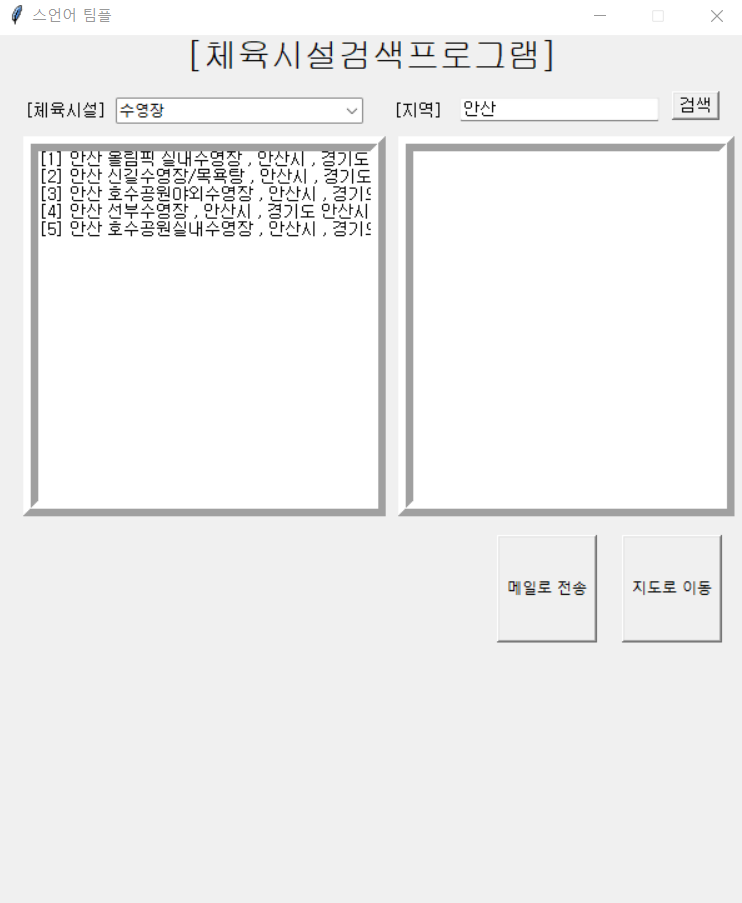 스언어 팀플
[체육시설검색프로그램]
[체육시설] 수영장 [지역] 안산 검색
[1] 안산 올림픽 실내수영장 , 안산시 , 경기도
[2] 안산 신길수영장/목욕탕 , 안산시 , 경기도
[3] 안산 호수공원야외수영장 , 안산시 , 경기
[4] 안산 선부수영장 , 안산시 , 경기도 안산시
[5] 안산 호수공원실내수영장 , 안산시 , 경기
메일로 전송 지도로 이동